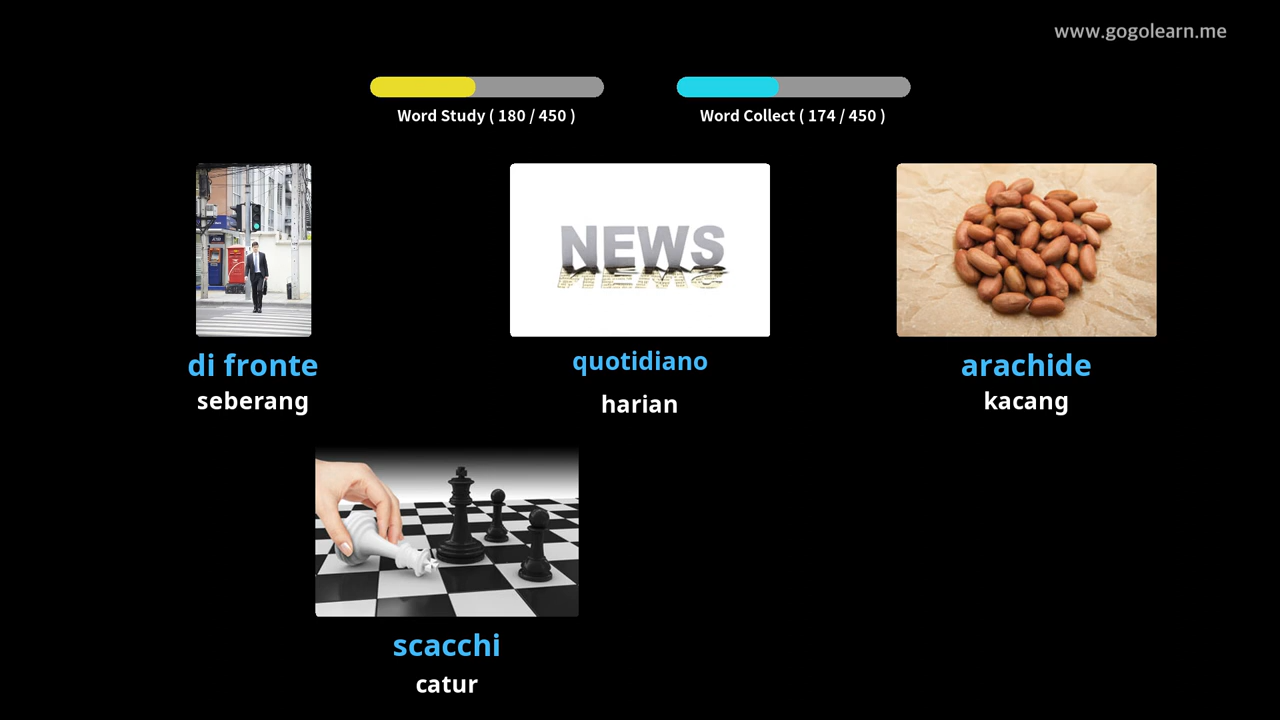 www.gogolearn.me
Word Study ( 180 / 450 )
Word Collect ( 174 / 450 )
NEWS
di fronte
seberang
quotidiano
harian
arachide
kacang
scacchi
catur